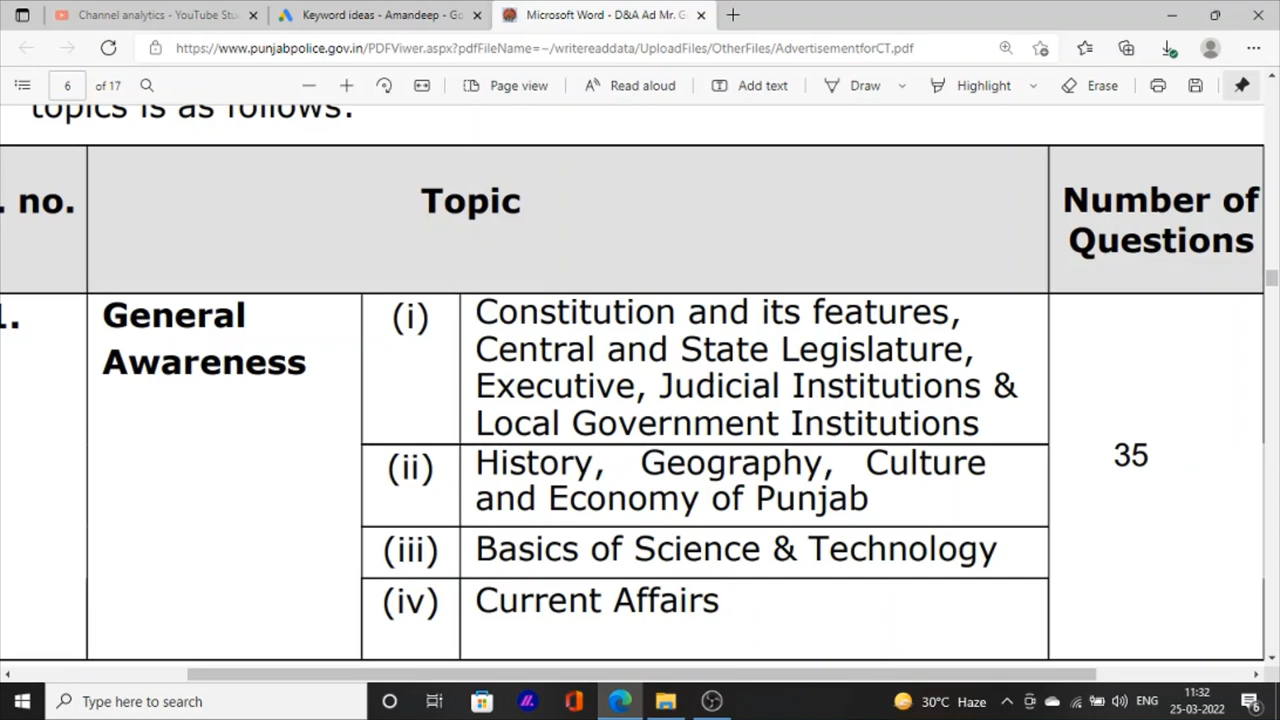 Channel analytics - YouTube Stu
Keyword ideas - Amandeep - Go
Microsoft Word - D&A Ad Mr. G
https://www.punjabpolice.gov.in/PDFViwer.aspx?pdfFileName=~/writereaddata/UploadFiles/OtherFiles/AdvertisementforCT.pdf
6 of 17 Page view Read aloud Add text Draw Highlight Erase
topics is as follows:
. no. Topic Number of
Questions
1. General
Awareness
(i) Constitution and its features,
Central and State Legislature,
Executive, Judicial Institutions &
Local Government Institutions
(ii) History, Geography, Culture
and Economy of Punjab
(iii) Basics of Science & Technology
(iv) Current Affairs
35
Type here to search
30°C Haze
ENG
11:32
25-03-2022
6